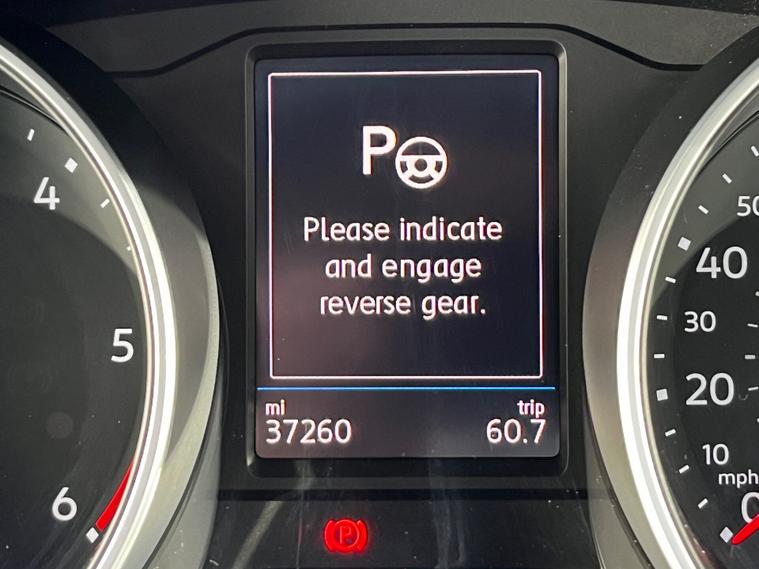 P
Please indicate
and engage
reverse gear.
mi trip
37260 60.7
4
5
6
50
40
30
20
10
mph
0
P